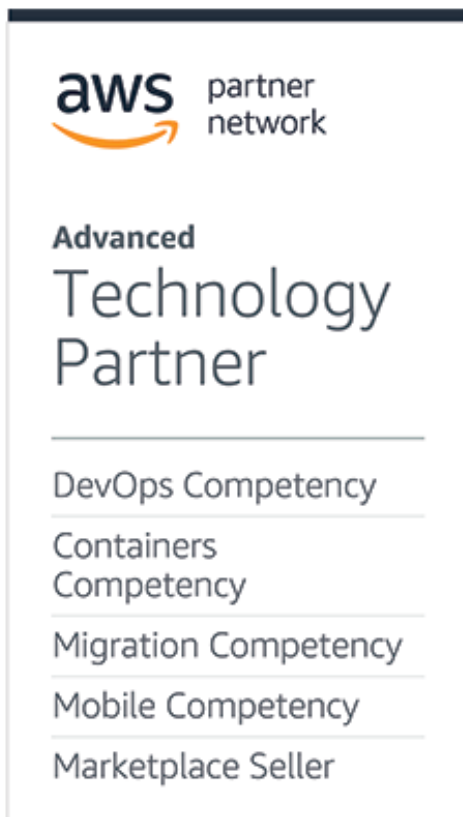 aws
partner
network
Advanced
Technology
Partner
DevOps Competency
Containers
Competency
Migration Competency
Mobile Competency
Marketplace Seller